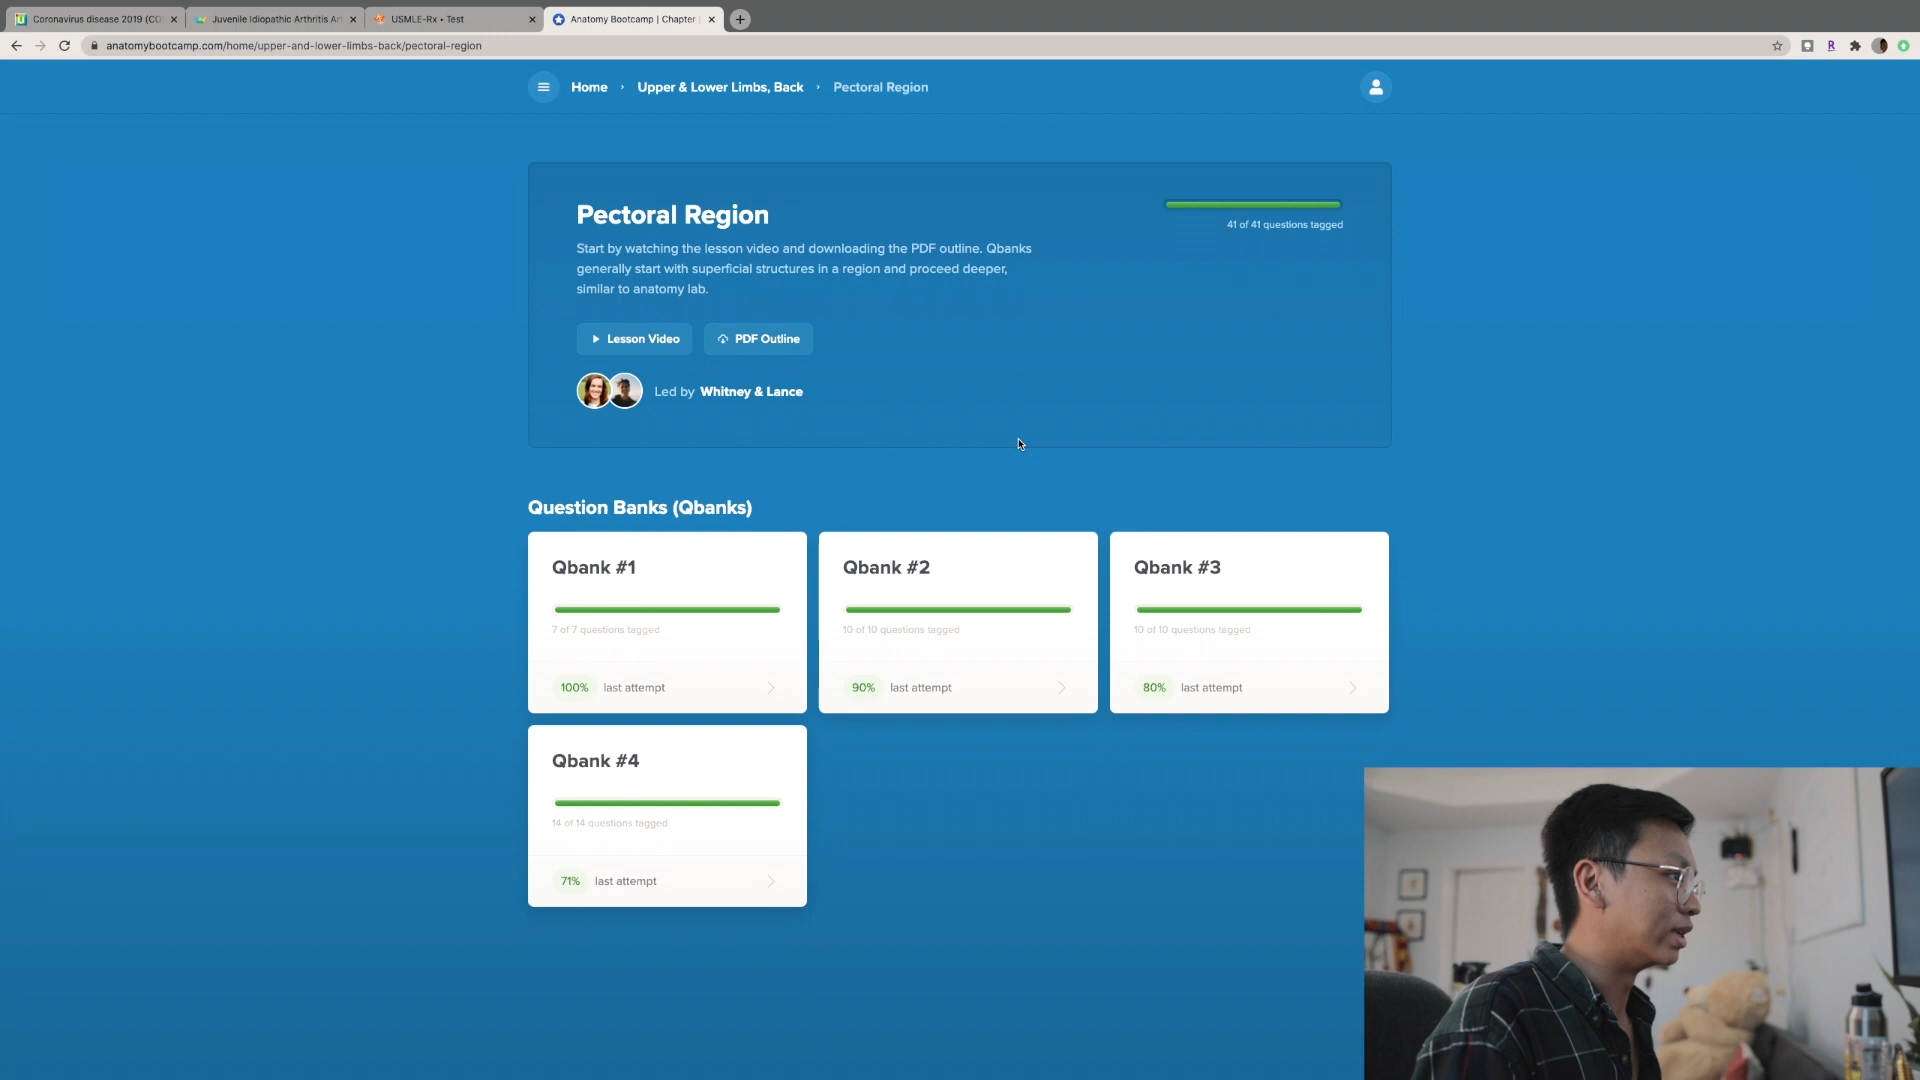 Coronavirus disease 2019 (CO
Juvenile Idiopathic Arthritis Ar
USMLE-Rx • Test
Anatomy Bootcamp | Chapter
anatomybootcamp.com/home/upper-and-lower-limbs-back/pectoral-region
R
Home › Upper & Lower Limbs, Back › Pectoral Region
Pectoral Region
41 of 41 questions tagged
Start by watching the lesson video and downloading the PDF outline. Qbanks
generally start with superficial structures in a region and proceed deeper,
similar to anatomy lab.
Lesson Video
PDF Outline
Led by Whitney & Lance
Question Banks (Qbanks)
Qbank #1
7 of 7 questions tagged
100% last attempt
Qbank #2
10 of 10 questions tagged
90% last attempt
Qbank #3
10 of 10 questions tagged
80% last attempt
Qbank #4
14 of 14 questions tagged
71% last attempt